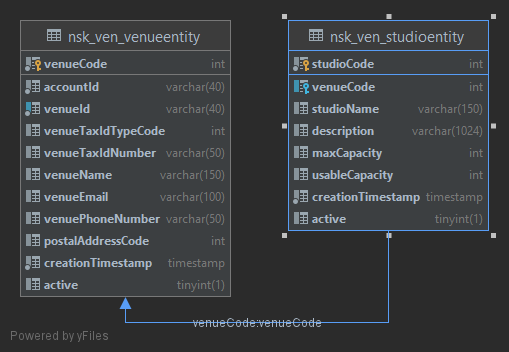 nsk_ven_venueentity
venueCode int
accountId varchar(40)
venueId varchar(40)
venueTaxIdTypeCode int
venueTaxIdNumber varchar(50)
venueName varchar(150)
venueEmail varchar(100)
venuePhoneNumber varchar(50)
postalAddressCode int
creationTimestamp timestamp
active tinyint(1)
nsk_ven_studioentity
studioCode int
venueCode int
studioName varchar(150)
description varchar(1024)
maxCapacity int
usableCapacity int
creationTimestamp timestamp
active tinyint(1)
venueCode:venueCode
Powered by yFiles